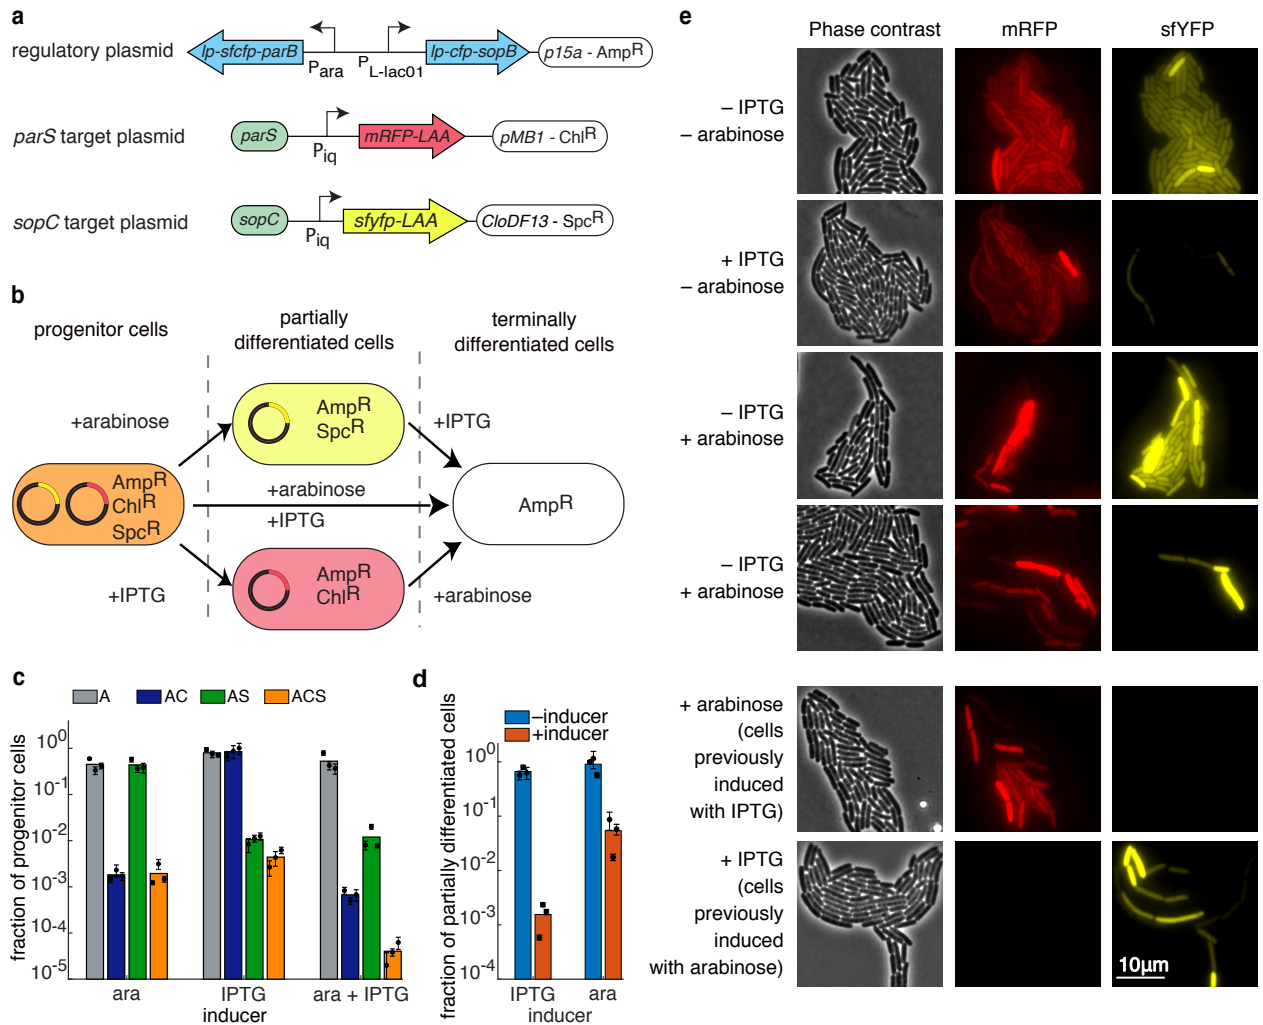 a
regulatory plasmid
lp-sfcfp-parB
Para
PL-lac01
lp-cfp-sopB
p15a - AmpR
parS target plasmid
parS
Piq
mRFP-LAA
pMB1 - ChlR
sopC target plasmid
sopC
Piq
sfyfp-LAA
CloDF13 - SpcR
b
progenitor cells
partially
differentiated cells
terminally
differentiated cells
+arabinose
AmpR
SpcR
+IPTG
AmpR
ChlR
SpcR
+arabinose
+IPTG
AmpR
+IPTG
AmpR
ChlR
+arabinose
c
A
AC
AS
ACS
fraction of progenitor cells
10^0
10^-1
10^-2
10^-3
10^-4
10^-5
ara
IPTG
ara + IPTG
inducer
d
–inducer
+inducer
fraction of partially differentiated cells
10^0
10^-1
10^-2
10^-3
10^-4
IPTG
ara
inducer
e
Phase contrast
mRFP
sfYFP
– IPTG
– arabinose
+ IPTG
– arabinose
– IPTG
+ arabinose
– IPTG
+ arabinose
+ arabinose
(cells
previously
induced
with IPTG)
+ IPTG
(cells
previously
induced
with arabinose)
10µm